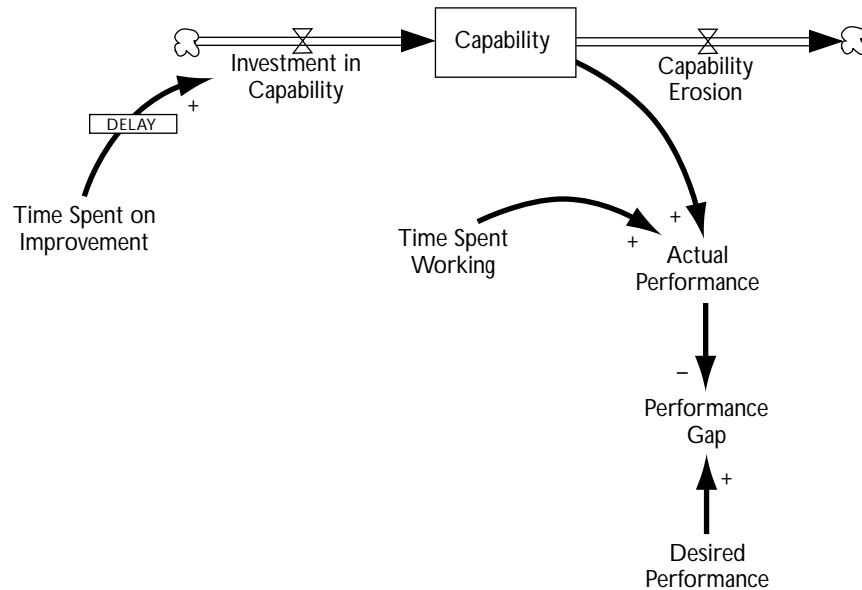 Capability
Investment in
Capability
Capability
Erosion
+
DELAY
Time Spent on
Improvement
Time Spent
Working
+
+
Actual
Performance
–
Performance
Gap
+
Desired
Performance